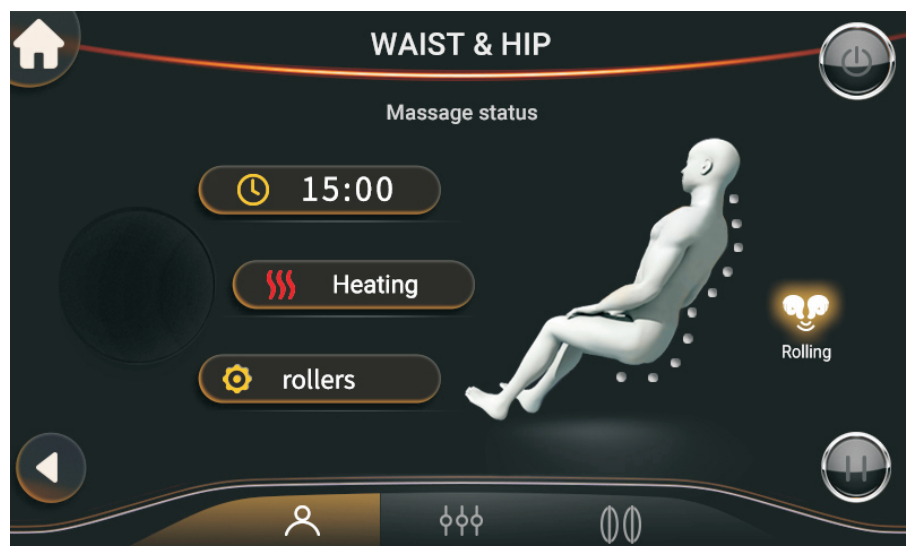 WAIST & HIP
Massage status
15:00
Heating
rollers
Rolling